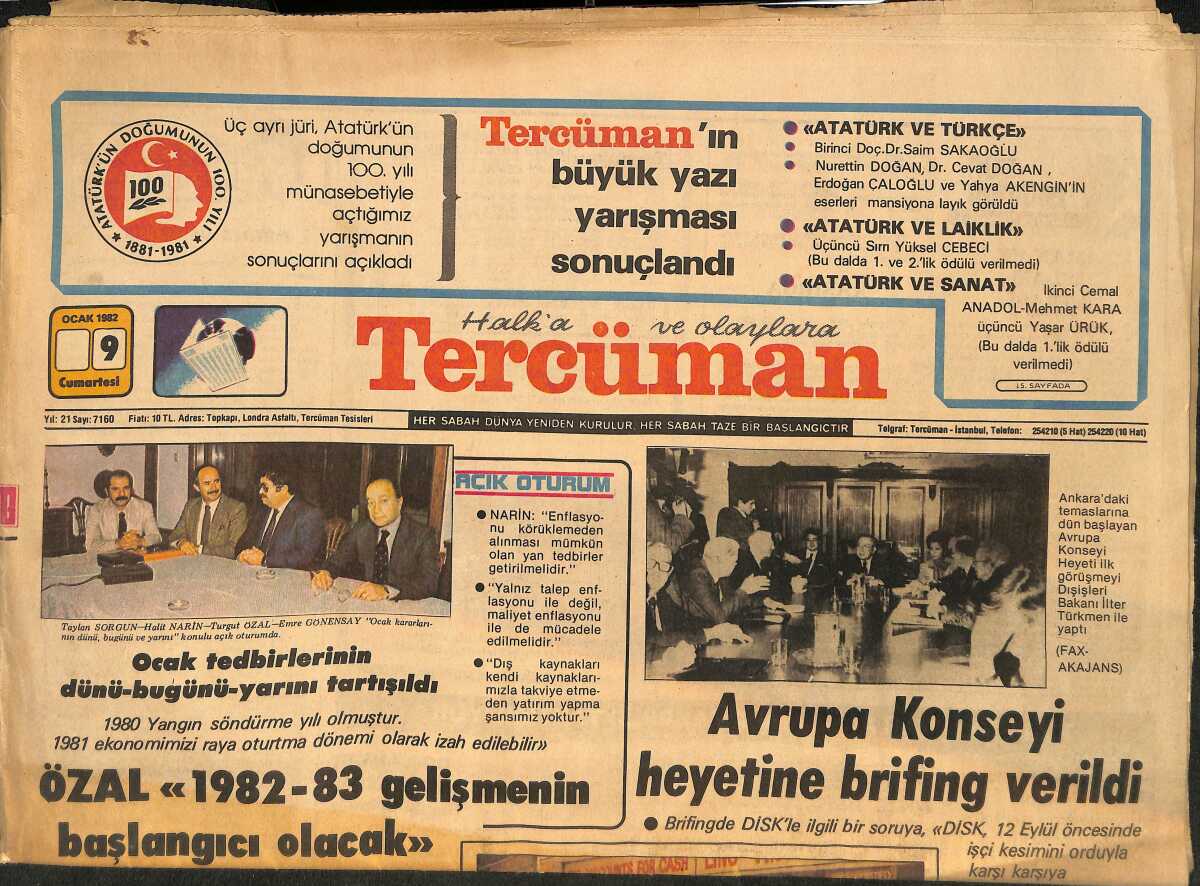 ATATÜRK'ÜN DOĞUMUNUN 100. YILI
100
★ 1881-1981 ★
Üç ayrı jüri, Atatürk'ün
doğumunun
100. yılı
münasebetiyle
açtığımız
yarışmanın
sonuçlarını açıkladı
Tercüman'ın
büyük yazı
yarışması
sonuçlandı
«ATATÜRK VE TÜRKÇE»
Birinci Doç.Dr.Saim SAKAOĞLU
Nurettin DOĞAN, Dr. Cevat DOĞAN ,
Erdoğan ÇALOGLU ve Yahya AKENGİN'İN
eserleri mansiyona layık görüldü
«ATATÜRK VE LAİKLİK»
Üçüncü Sırrı Yüksel CEBECİ
(Bu dalda 1. ve 2.'lik ödülü verilmedi)
«ATATÜRK VE SANAT»
İkinci Cemal
ANADOL-Mehmet KARA
üçüncü Yaşar ÜRÜK,
(Bu dalda 1.'lik ödülü
verilmedi)
15. SAYFADA
OCAK 1982
9
Cumartesi
Halk'a ve olaylara
Tercüman
Yıl: 21 Sayı: 7160 Fiatı: 10 TL. Adres: Topkapı, Londra Asfaltı, Tercüman Tesisleri
HER SABAH DÜNYA YENİDEN KURULUR, HER SABAH TAZE BİR BAŞLANGIÇTIR
Telgraf: Tercüman - İstanbul, Telefon: 254210 (5 Hat) 254220 (10 Hat)
Taylan SORGUN—Halit NARİN—Turgut ÖZAL—Emre GÖNENSAY "Ocak kararları-
nın dünü, bugünü ve yarını" konulu açık oturumda.
Ocak tedbirlerinin
dünü-bugünü-yarını tartışıldı
1980 Yangın söndürme yılı olmuştur.
1981 ekonomimizi raya oturtma dönemi olarak izah edilebilir»
ÖZAL «1982-83 gelişmenin
başlangıcı olacak»
AÇIK OTURUM
● NARİN: "Enflasyo-
nu körüklemeden
alınması mümkün
olan yan tedbirler
getirilmelidir."
● "Yalnız talep enf-
lasyonu ile değil,
maliyet enflasyonu
ile de mücadele
edilmelidir."
● "Dış kaynakları
kendi kaynakları-
mızla takviye etme-
den yatırım yapma
şansımız yoktur."
Ankara'daki
temaslarına
dün başlayan
Avrupa
Konseyi
Heyeti ilk
görüşmeyi
Dışişleri
Bakanı İlter
Türkmen ile
yaptı
(FAX-
AKAJANS)
Avrupa Konseyi
heyetine brifing verildi
● Brifingde DİSK'le ilgili bir soruya, «DİSK, 12 Eylül öncesinde
işçi kesimini orduyla
karşı karşıya
FOR CASH